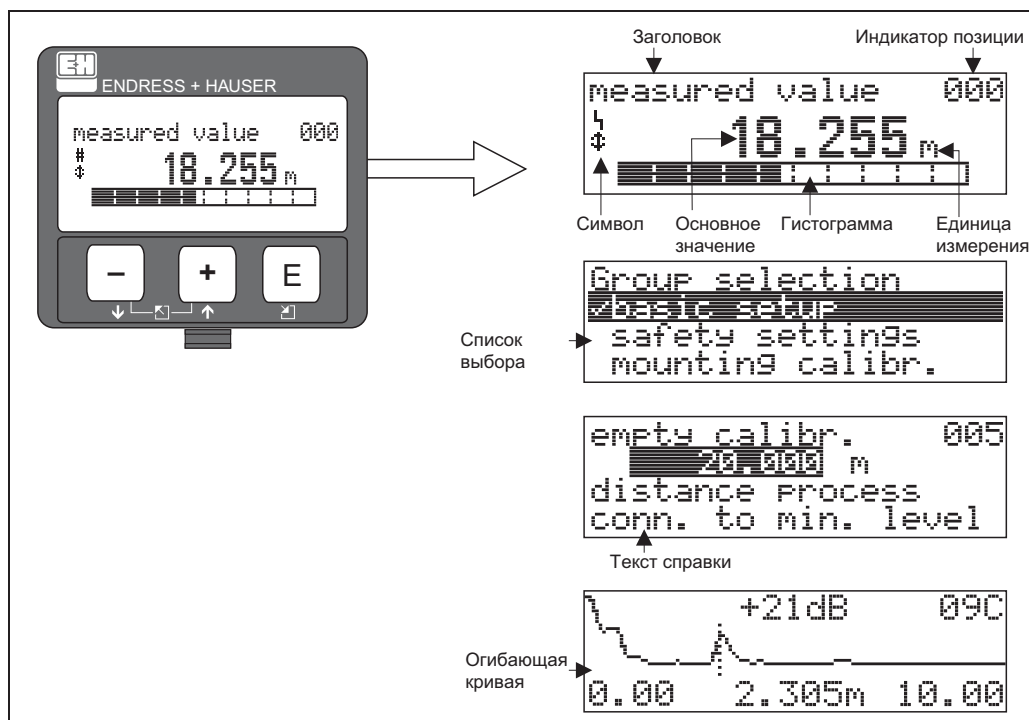 E+H
ENDRESS + HAUSER
measured value 000
18.255 m
– + E
Заголовок Индикатор позиции
measured value 000
18.255 m
Символ Основное значение Гистограмма Единица измерения
Group selection
basic setup
safety settings
mounting calibr.
Список
выбора
empty calibr. 005
20.000 m
distance process
conn. to min. level
Текст справки
+21dB 09C
Огибающая
кривая
0.00 2.305m 10.00